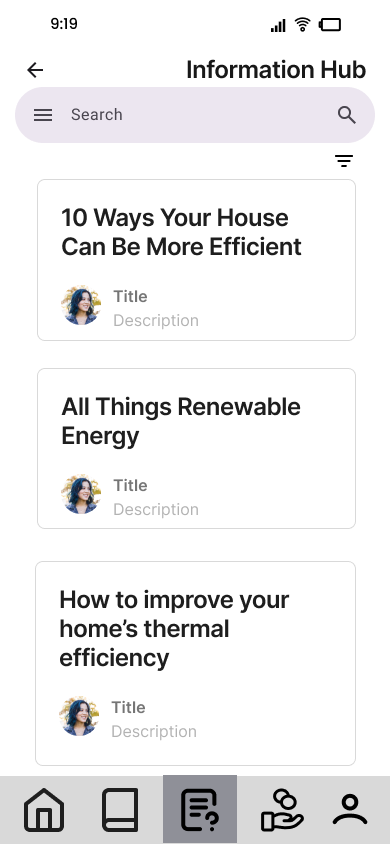 9:19
Information Hub
Search
10 Ways Your House
Can Be More Efficient
Title
Description
All Things Renewable
Energy
Title
Description
How to improve your
home’s thermal
efficiency
Title
Description